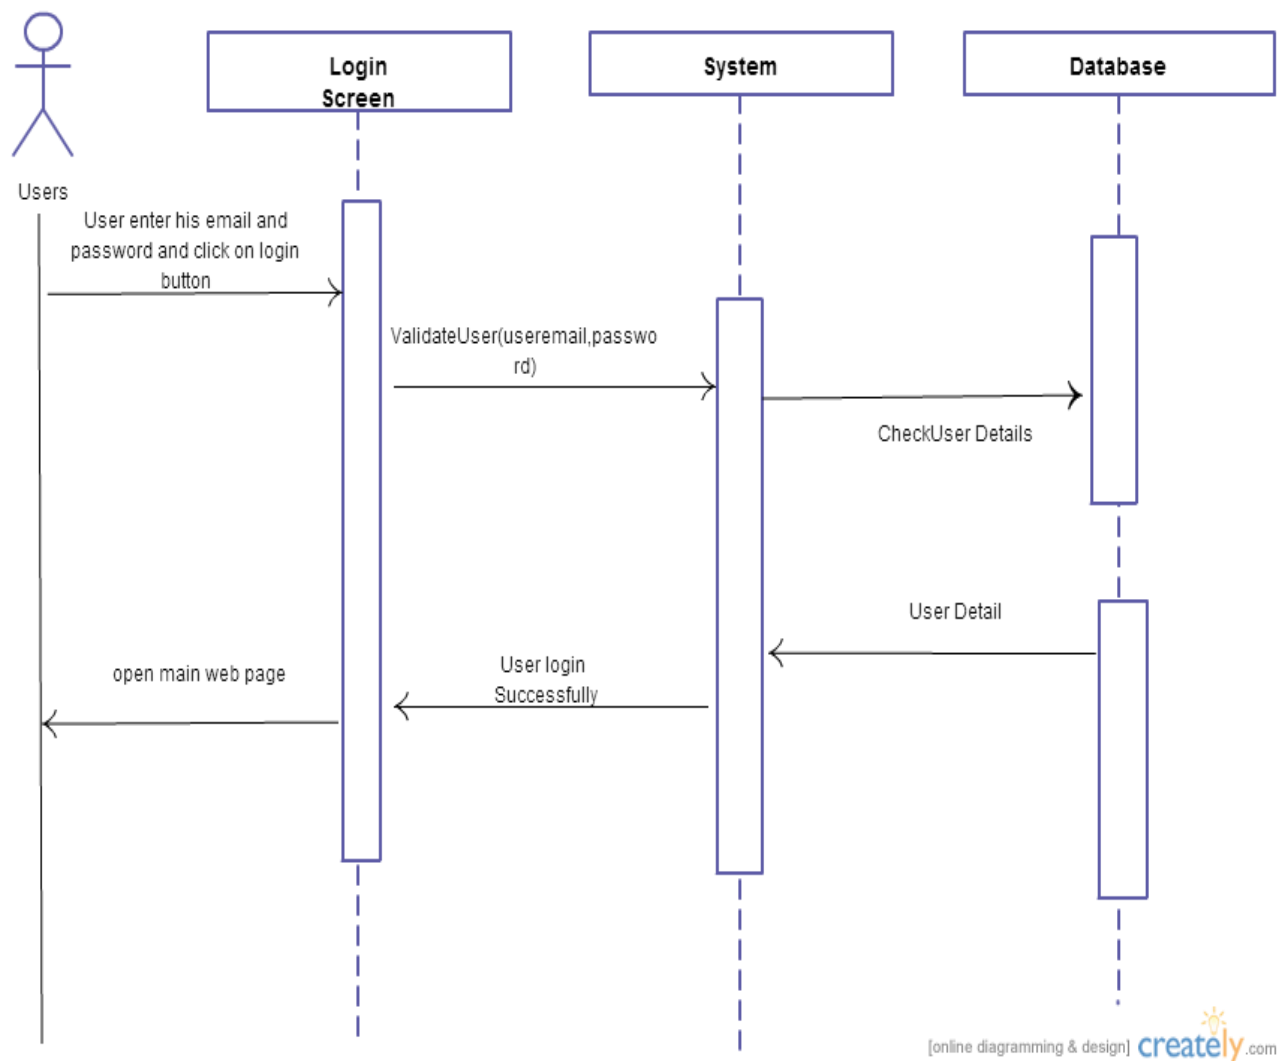 Login
Screen
System
Database
Users
User enter his email and
password and click on login
button
ValidateUser(useremail,passwo
rd)
CheckUser Details
User Detail
User login
Successfully
open main web page
[online diagramming & design] creately.com